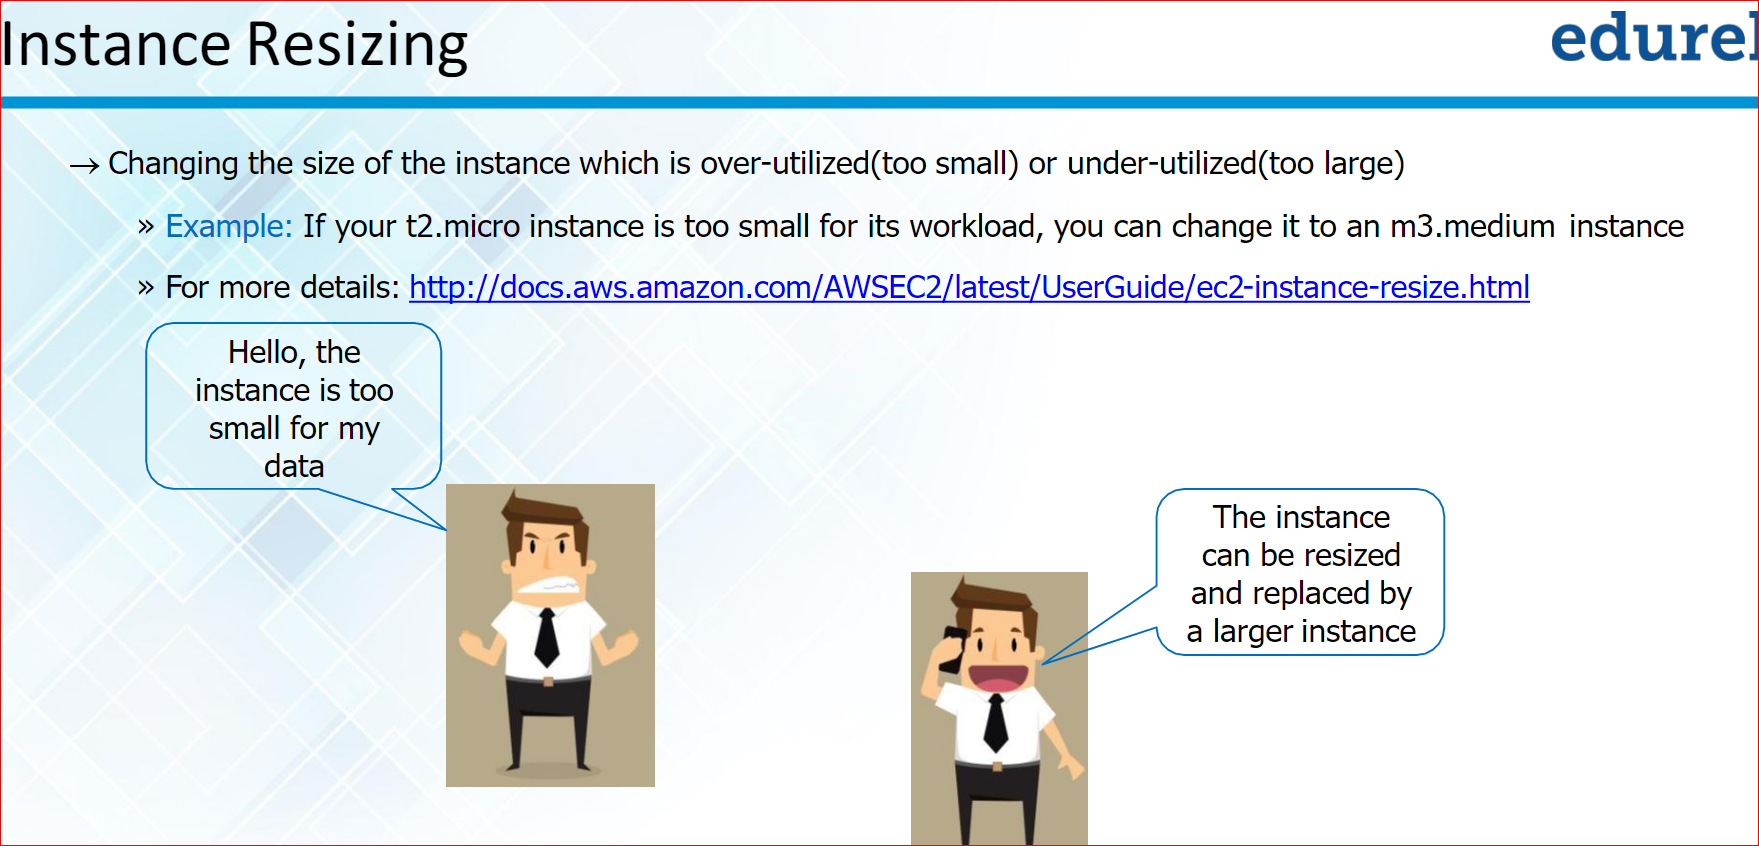 Instance Resizing
→ Changing the size of the instance which is over-utilized(too small) or under-utilized(too large)
» Example: If your t2.micro instance is too small for its workload, you can change it to an m3.medium instance
» For more details: http://docs.aws.amazon.com/AWSEC2/latest/UserGuide/ec2-instance-resize.html
Hello, the
instance is too
small for my
data
The instance
can be resized
and replaced by
a larger instance